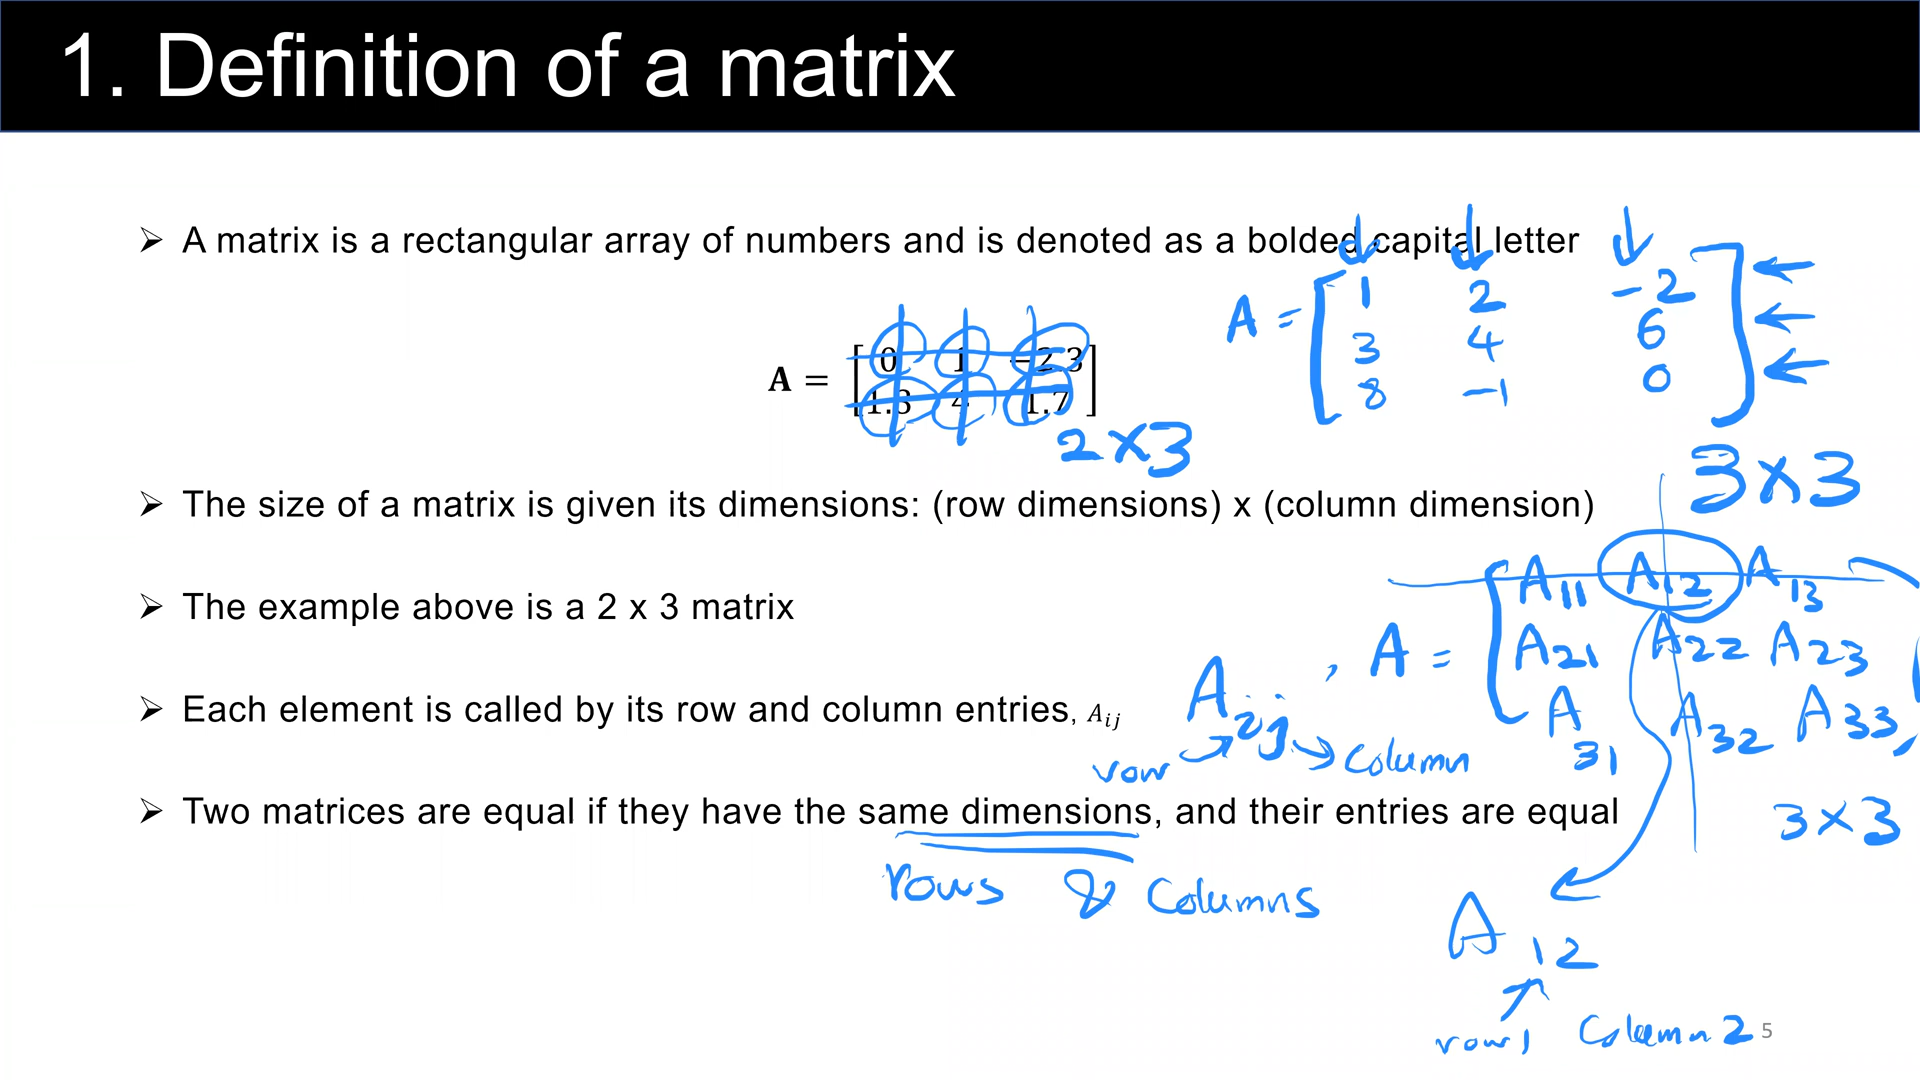 1. Definition of a matrix
➢ A matrix is a rectangular array of numbers and is denoted as a bolded capital letter
A = [ 1 2 -2
3 4 6
8 -1 0 ]
3x3
A = [ 0 1 −2.3
1.3 4 1.7 ]
2x3
➢ The size of a matrix is given its dimensions: (row dimensions) x (column dimension)
➢ The example above is a 2 x 3 matrix
➢ Each element is called by its row and column entries, Aij
Aij , A = [ A11 A12 A13
A21 A22 A23
A31 A32 A33
row column
3x3
➢ Two matrices are equal if they have the same dimensions, and their entries are equal
rows & Columns
A12
row1 Column 2
5